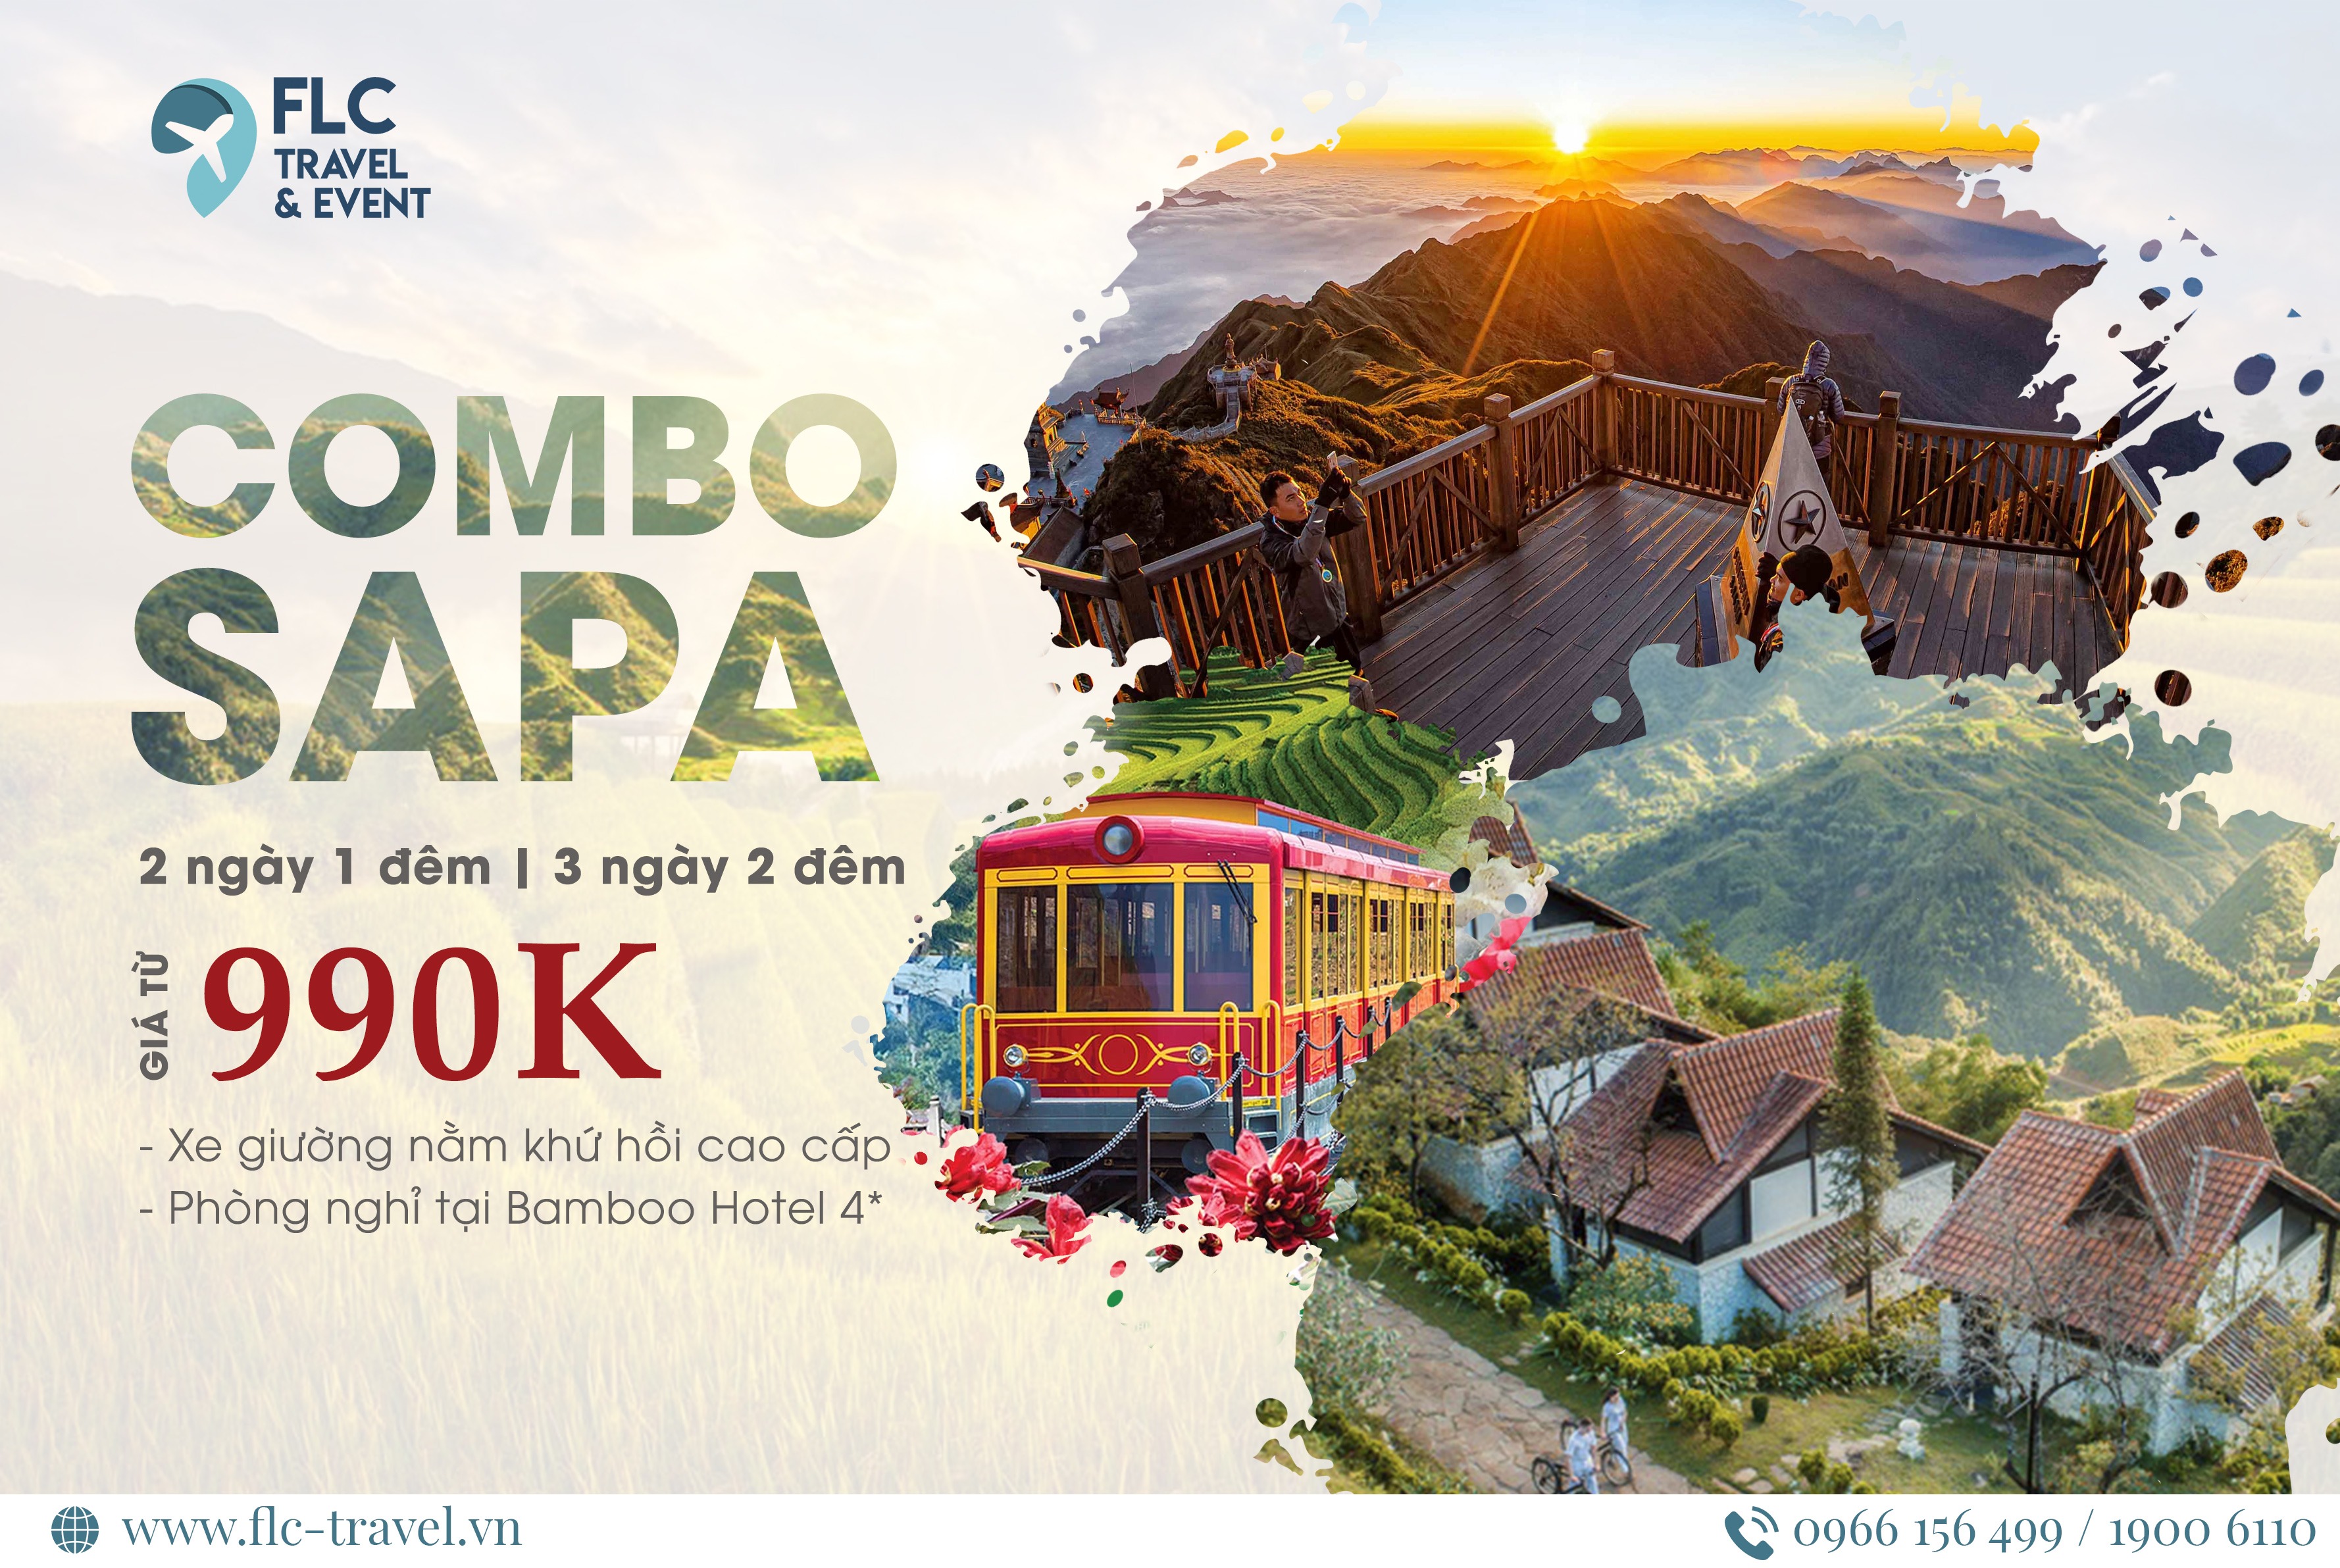 FLC
TRAVEL
& EVENT
COMBO
SAPA
2 ngày 1 đêm | 3 ngày 2 đêm
GIÁ TỪ
990K
- Xe giường nằm khứ hồi cao cấp
- Phòng nghỉ tại Bamboo Hotel 4*
www.flc-travel.vn
0966 156 499 / 1900 6110